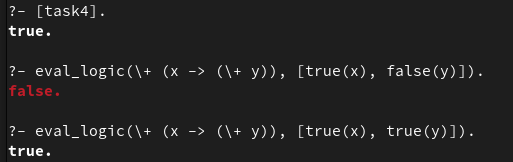 ?- [task4].
true.
?- eval_logic(\+ (x -> (\+ y)), [true(x), false(y)]).
false.
?- eval_logic(\+ (x -> (\+ y)), [true(x), true(y)]).
true.